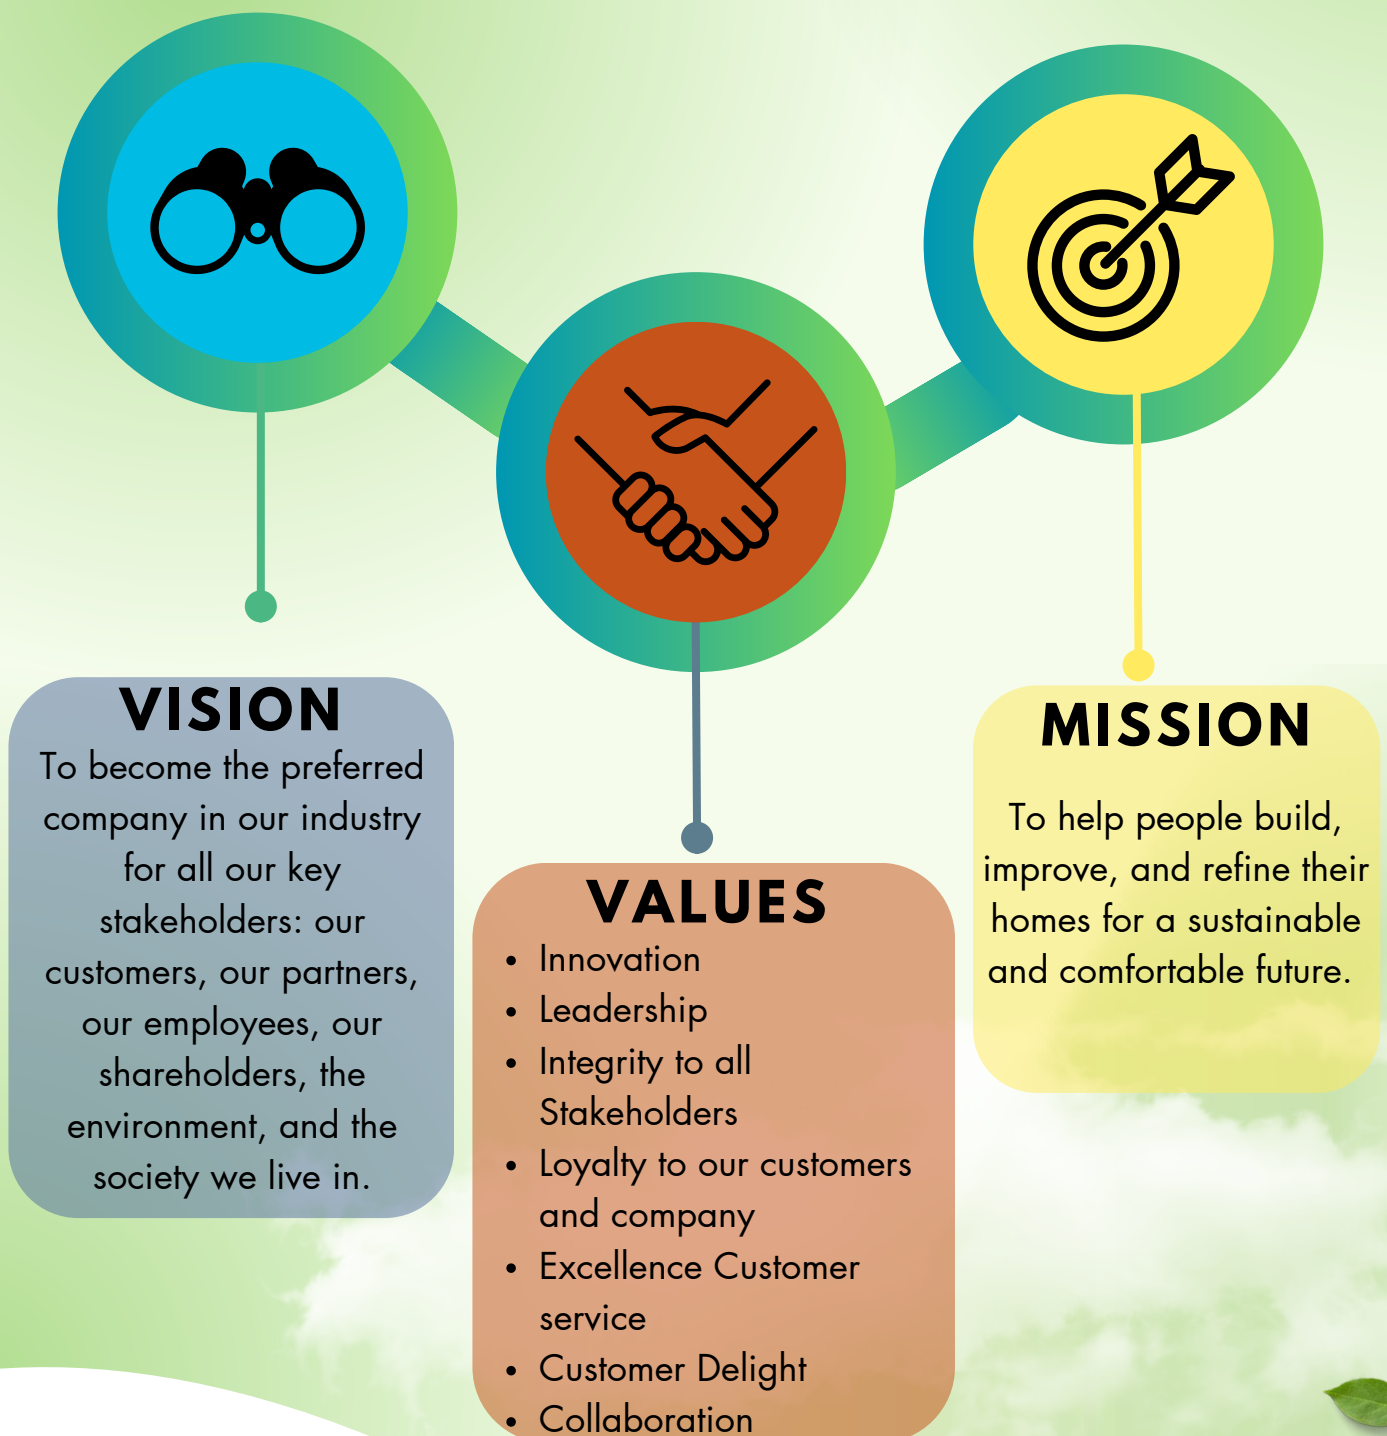 VISION
To become the preferred
company in our industry
for all our key
stakeholders: our
customers, our partners,
our employees, our
shareholders, the
environment, and the
society we live in.
VALUES
• Innovation
• Leadership
• Integrity to all
Stakeholders
• Loyalty to our customers
and company
• Excellence Customer
service
• Customer Delight
• Collaboration
MISSION
To help people build,
improve, and refine their
homes for a sustainable
and comfortable future.